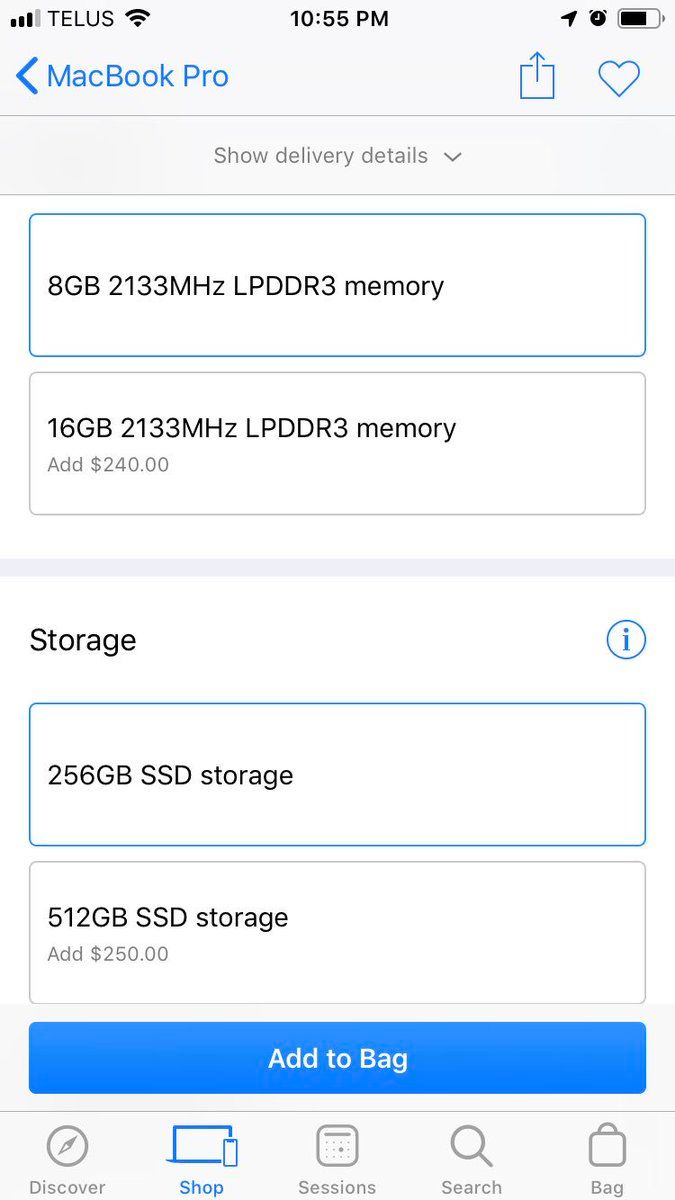 TELUS 10:55 PM
MacBook Pro
Show delivery details
8GB 2133MHz LPDDR3 memory
16GB 2133MHz LPDDR3 memory
Add $240.00
Storage
i
256GB SSD storage
512GB SSD storage
Add $250.00
Add to Bag
Discover Shop Sessions Search Bag